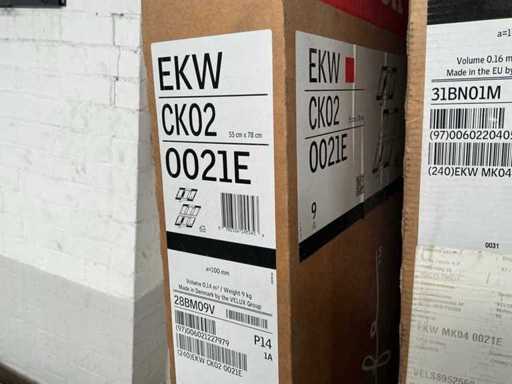 EKW
CK02
55 cm x 78 cm
0021E
a=100 mm
Volume 0,14 m³ / Weight 9 kg
Made in Denmark by the VELUX Group
28BM09V
P14
1A
(97)006021227979
(240)EKW CK02 0021E
EKW
CK02
0021E
9
Volume 0,16 m
Made in the EU by
31BN01M
(97)0060220405
(240)EKW MK04
0031
EKW MK04 0021E